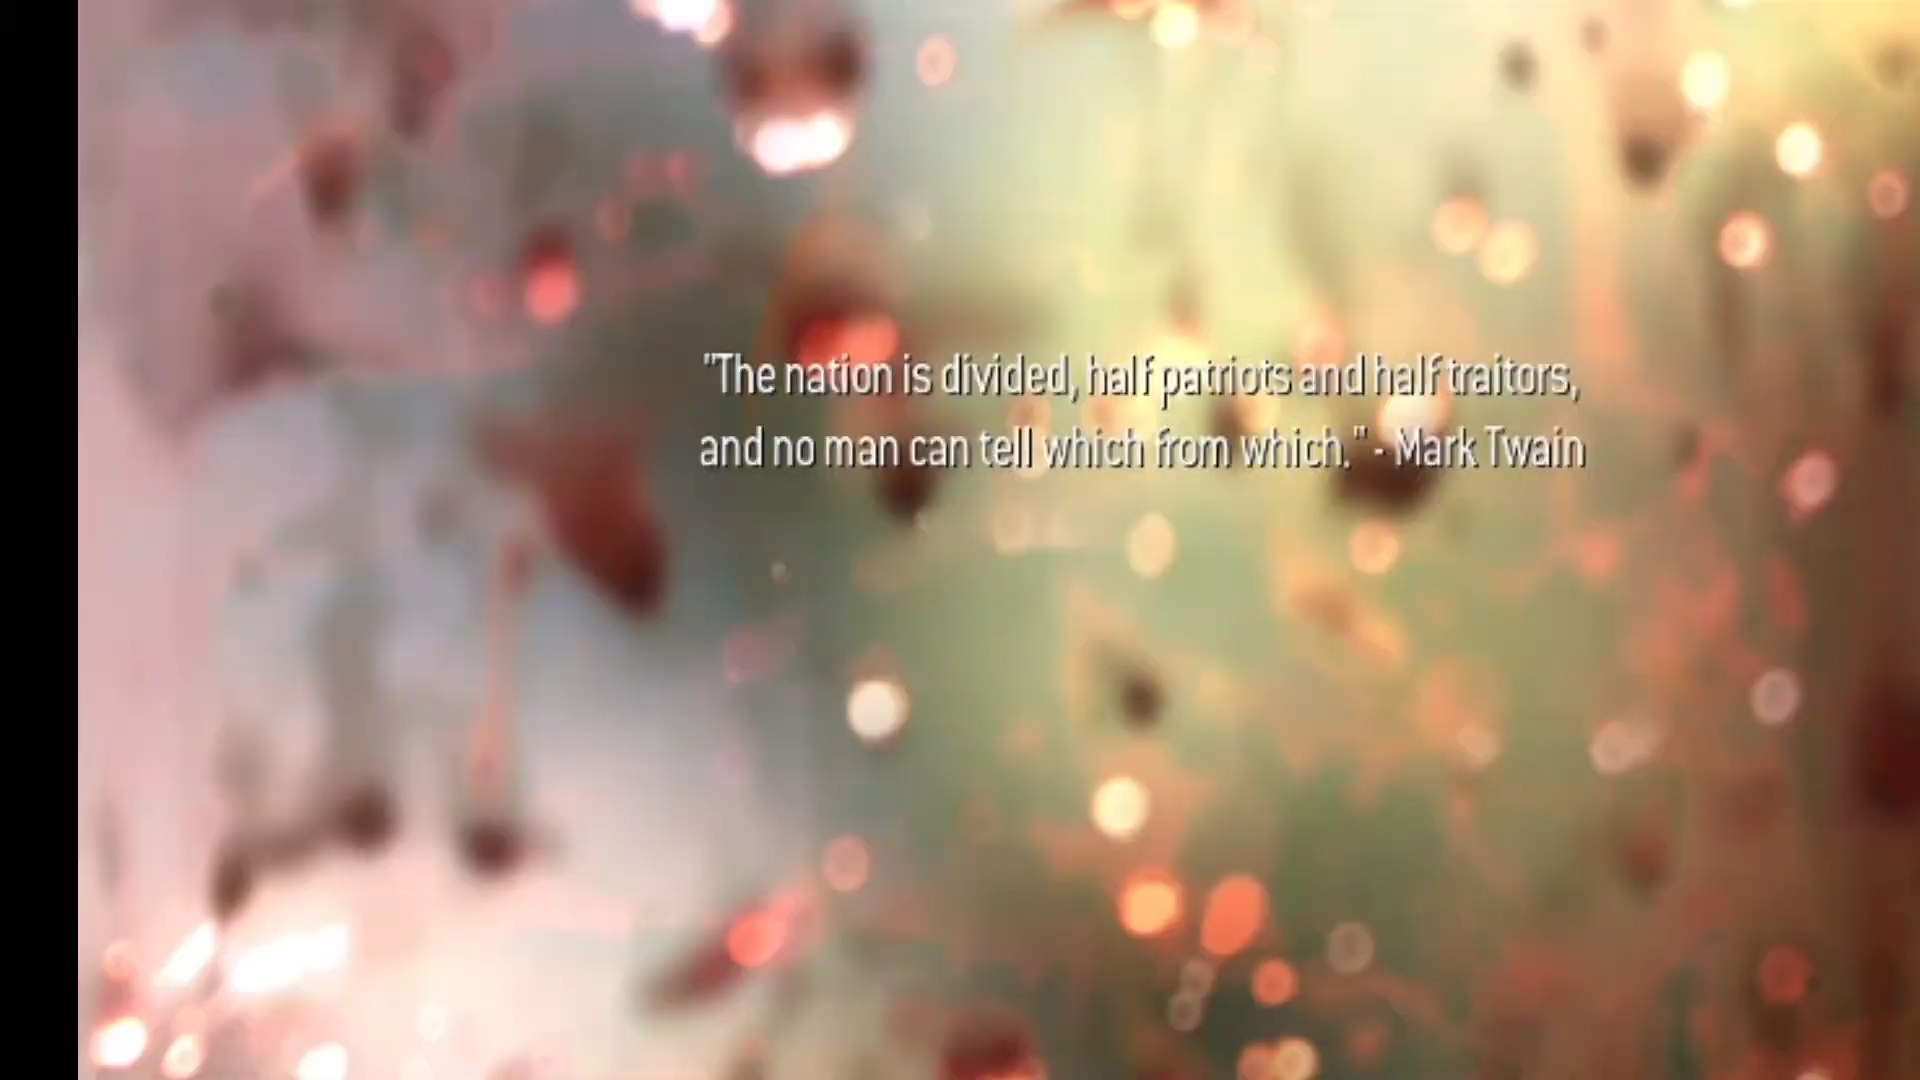 "The nation is divided, half patriots and half traitors,
and no man can tell which from which." - Mark Twain